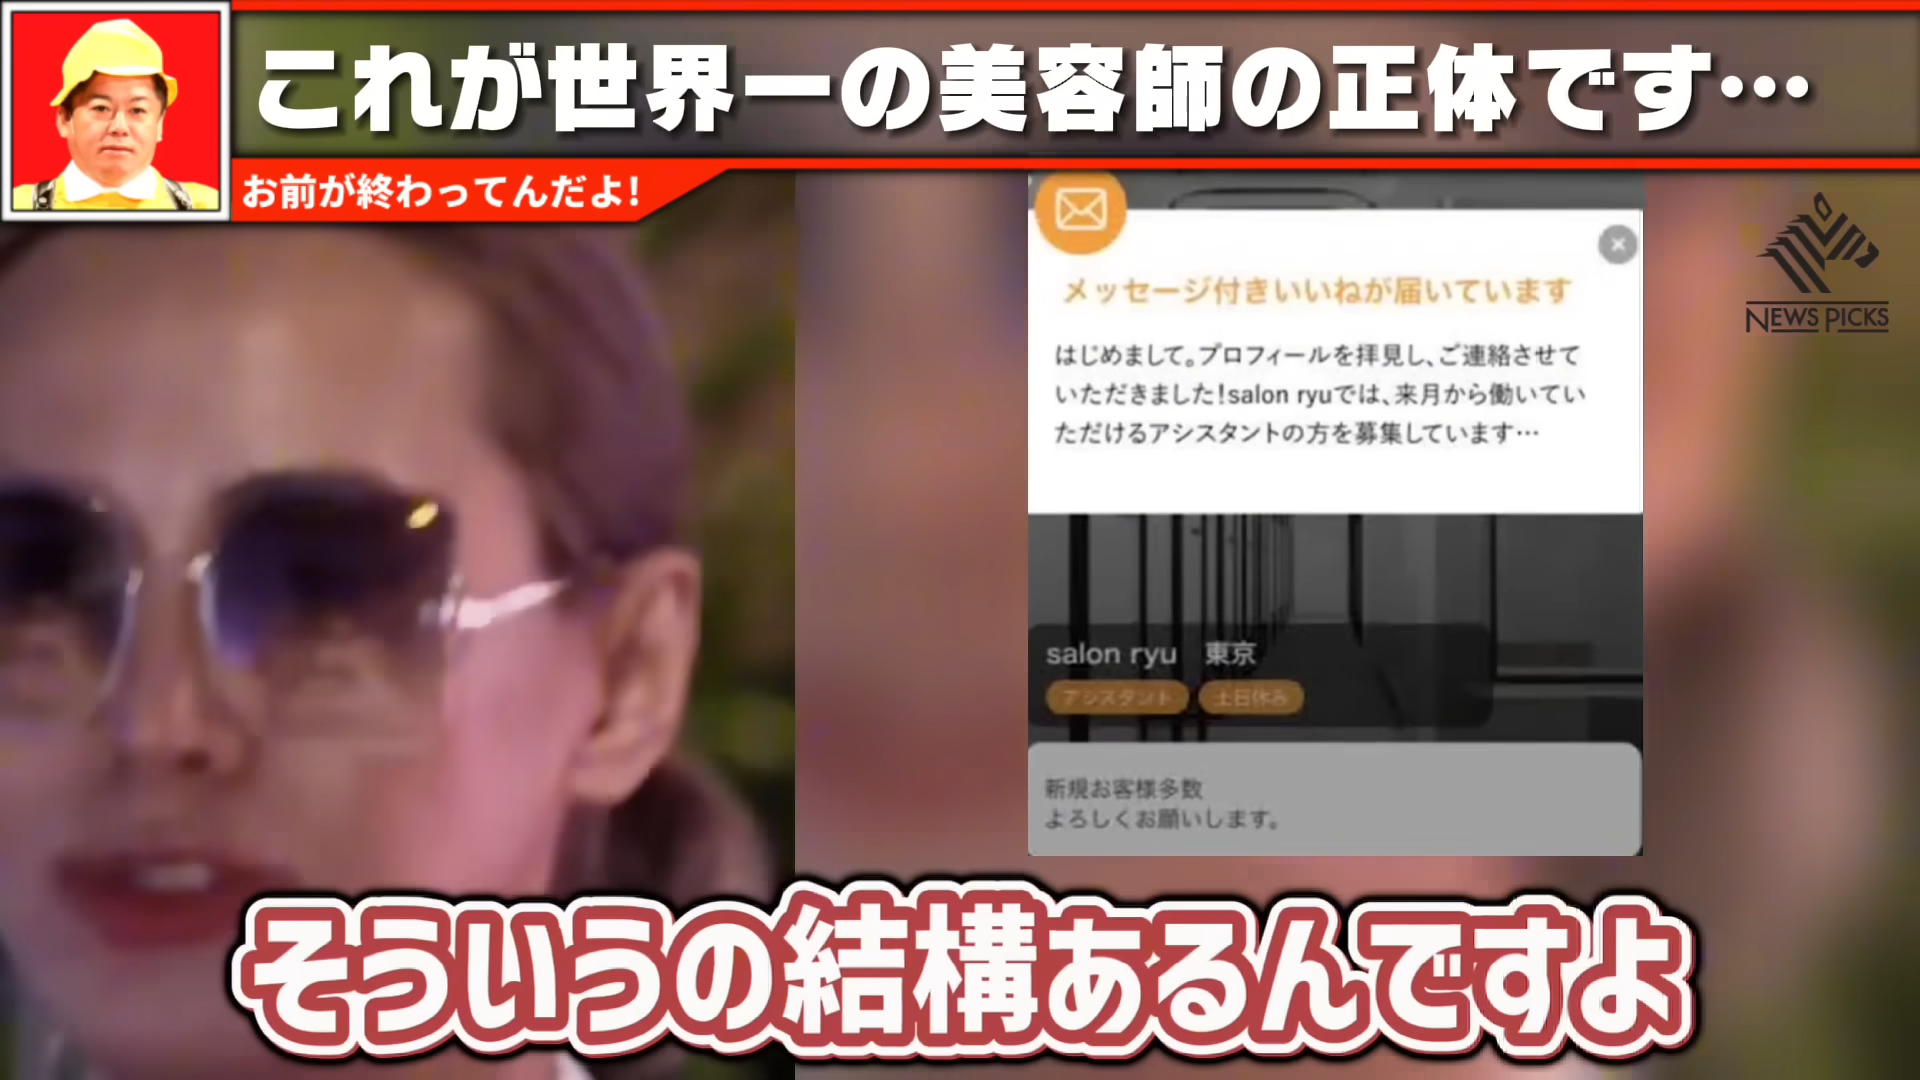 これが世界一の美容師の正体です…
お前が終わってんだよ!
NEWS PICKS
メッセージ付きいいねが届いています
はじめまして。プロフィールを拝見し、ご連絡させて
いただきました!salon ryuでは、来月から働いてい
ただけるアシスタントの方を募集しています…
salon ryu 東京
アシスタント 土日休み
新規お客様多数
よろしくお願いします。
そういうの結構あるんですよ